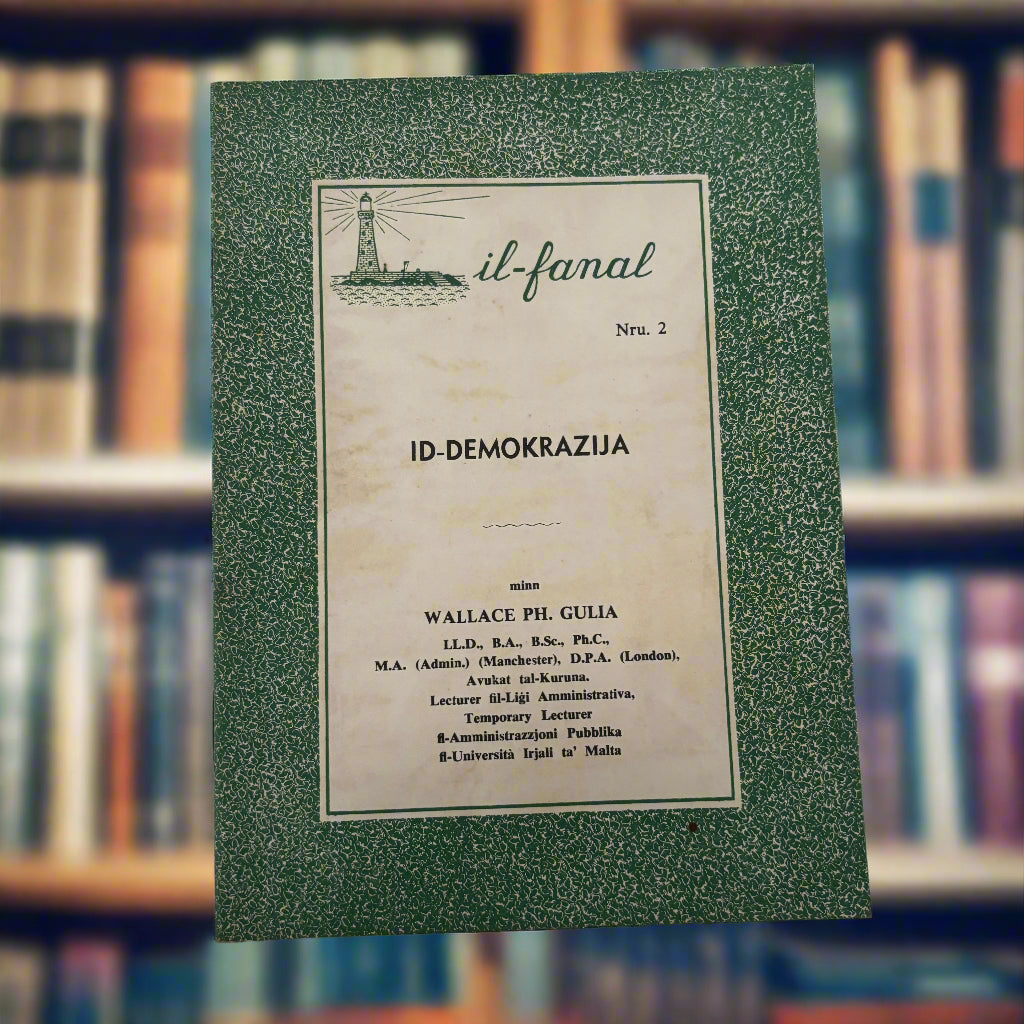 il-fanal
Nru. 2
ID-DEMOKRAZIJA
minn
WALLACE PH. GULIA
LL.D., B.A., B.Sc., Ph.C.,
M.A. (Admin.) (Manchester), D.P.A. (London),
Avukat tal-Kuruna.
Lecturer fil-Liġi Amministrativa,
Temporary Lecturer
fl-Amministrazzjoni Pubblika
fl-Università Irjali ta' Malta